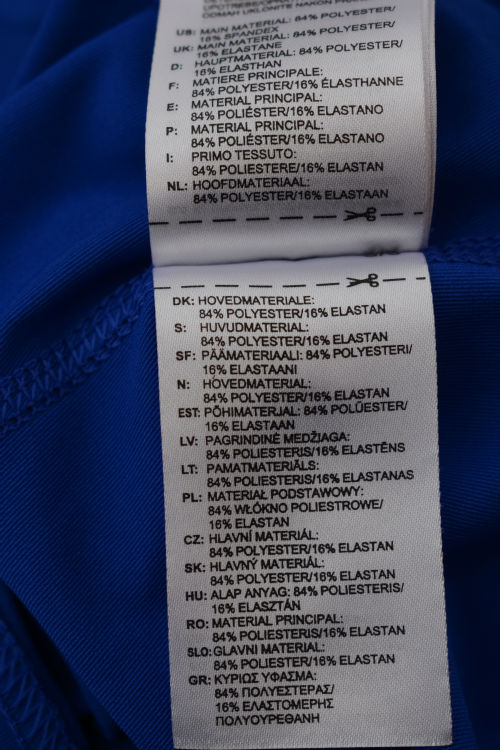 US: MAIN MATERIAL: 84% POLYESTER/
16% SPANDEX
UK: MAIN MATERIAL: 84% POLYESTER/
16% ELASTANE
D: HAUPTMATERIAL: 84% POLYESTER/
16% ELASTHAN
F: MATIERE PRINCIPALE:
84% POLYESTER/16% ÉLASTHANNE
E: MATERIAL PRINCIPAL:
84% POLIÉSTER/16% ELASTANO
P: MATERIAL PRINCIPAL:
84% POLIÉSTER/16% ELASTANO
I: PRIMO TESSUTO:
84% POLIESTERE/16% ELASTAN
NL: HOOFDMATERIAAL:
84% POLYESTER/16% ELASTAAN
DK: HOVEDMATERIALE:
84% POLYESTER/16% ELASTAN
S: HUVUDMATERIAL:
84% POLYESTER/16% ELASTAN
SF: PÄÄMATERIAALI: 84% POLYESTERI/
16% ELASTAANI
N: HOVEDMATERIAL:
84% POLYESTER/16% ELASTAN
EST: PÕHIMATERJAL: 84% POLÜESTER/
16% ELASTAAN
LV: PAGRINDINĖ MEDŽIAGA:
84% POLIESTERIS/16% ELASTĒNS
LT: PAMATMATERIĀLS:
84% POLIESTERIS/16% ELASTANAS
PL: MATERIAŁ PODSTAWOWY:
84% WŁÓKNO POLIESTROWE/
16% ELASTAN
CZ: HLAVNÍ MATERIÁL:
84% POLYESTER/16% ELASTAN
SK: HLAVNÝ MATERIÁL:
84% POLYESTER/16% ELASTAN
HU: ALAP ANYAG: 84% POLIESTERIS/
16% ELASZTÁN
RO: MATERIAL PRINCIPAL:
84% POLIESTERIS/16% ELASTAN
SLO: GLAVNI MATERIAL:
84% POLYESTER/16% ELASTAN
GR: ΚΥΡΙΩΣ ΥΦΑΣΜΑ:
84% ΠΟΛΥΕΣΤΕΡΑΣ/
16% ΕΛΑΣΤΟΜΕΡΗΣ
ΠΟΛΥΟΥΡΕΘΑΝΗ